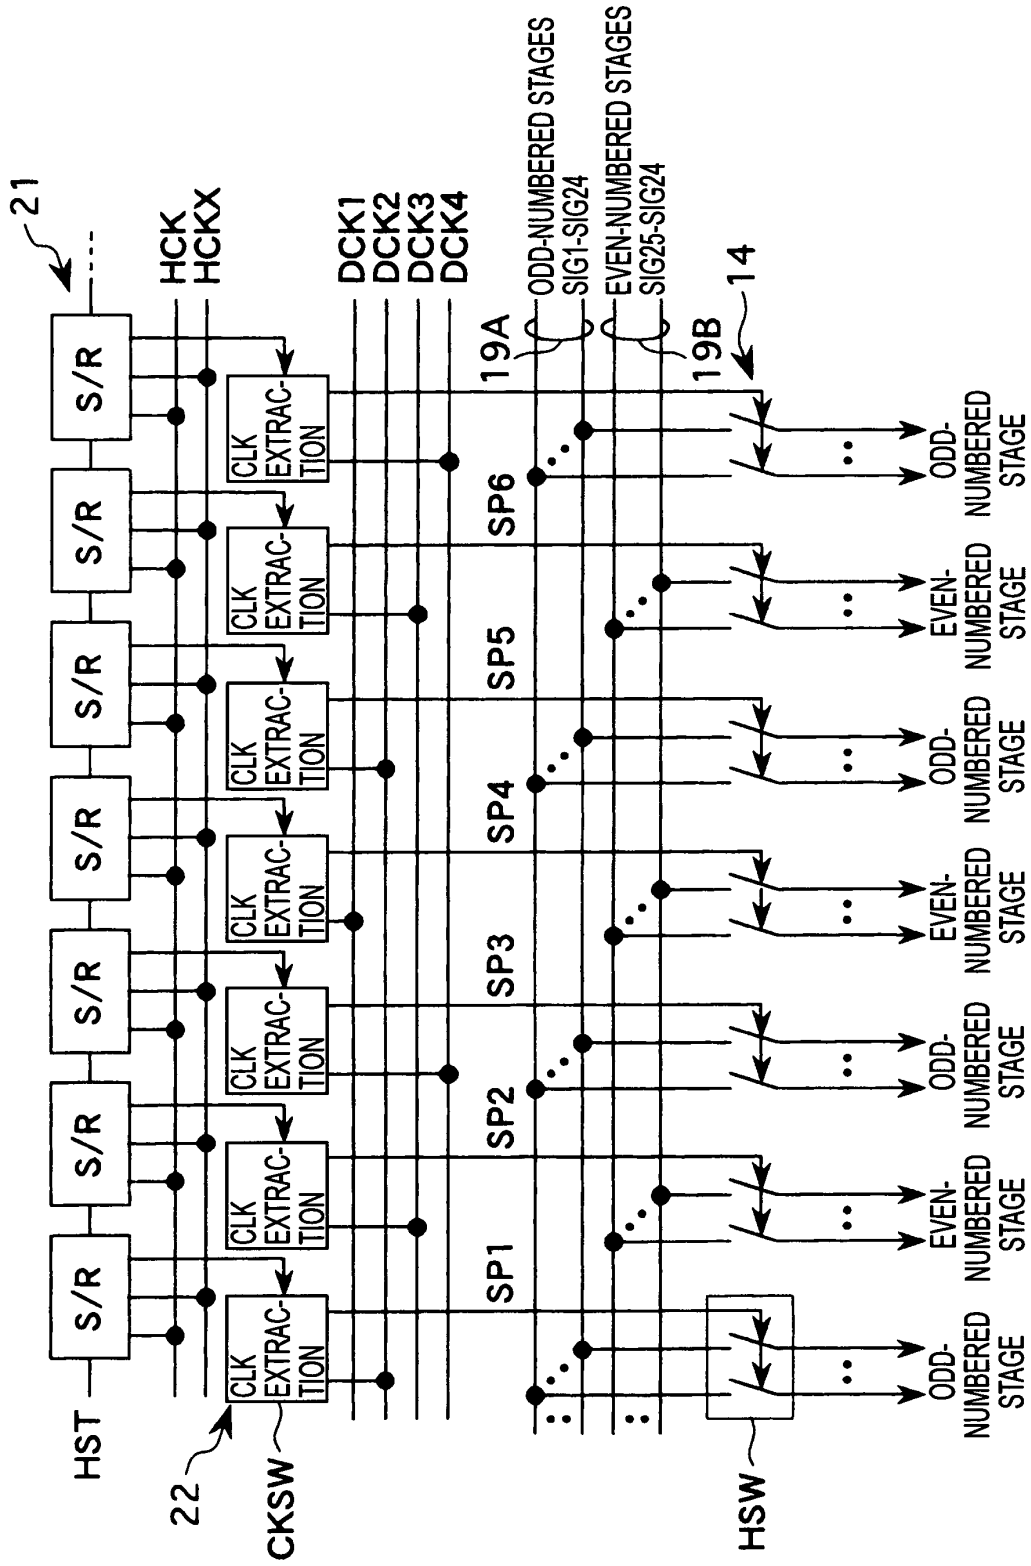 21
HST
S/R
S/R
S/R
S/R
S/R
S/R
S/R
HCK
HCKX
22
CKSW
CLK
EXTRAC-
TION
CLK
EXTRAC-
TION
CLK
EXTRAC-
TION
CLK
EXTRAC-
TION
CLK
EXTRAC-
TION
CLK
EXTRAC-
TION
CLK
EXTRAC-
TION
DCK1
DCK2
DCK3
DCK4
SP1
SP2
SP3
SP4
SP5
SP6
19A
ODD-NUMBERED STAGES
SIG1-SIG24
EVEN-NUMBERED STAGES
SIG25-SIG24
19B
14
HSW
ODD-
NUMBERED
STAGE
EVEN-
NUMBERED
STAGE
ODD-
NUMBERED
STAGE
EVEN-
NUMBERED
STAGE
ODD-
NUMBERED
STAGE
EVEN-
NUMBERED
STAGE
ODD-
NUMBERED
STAGE